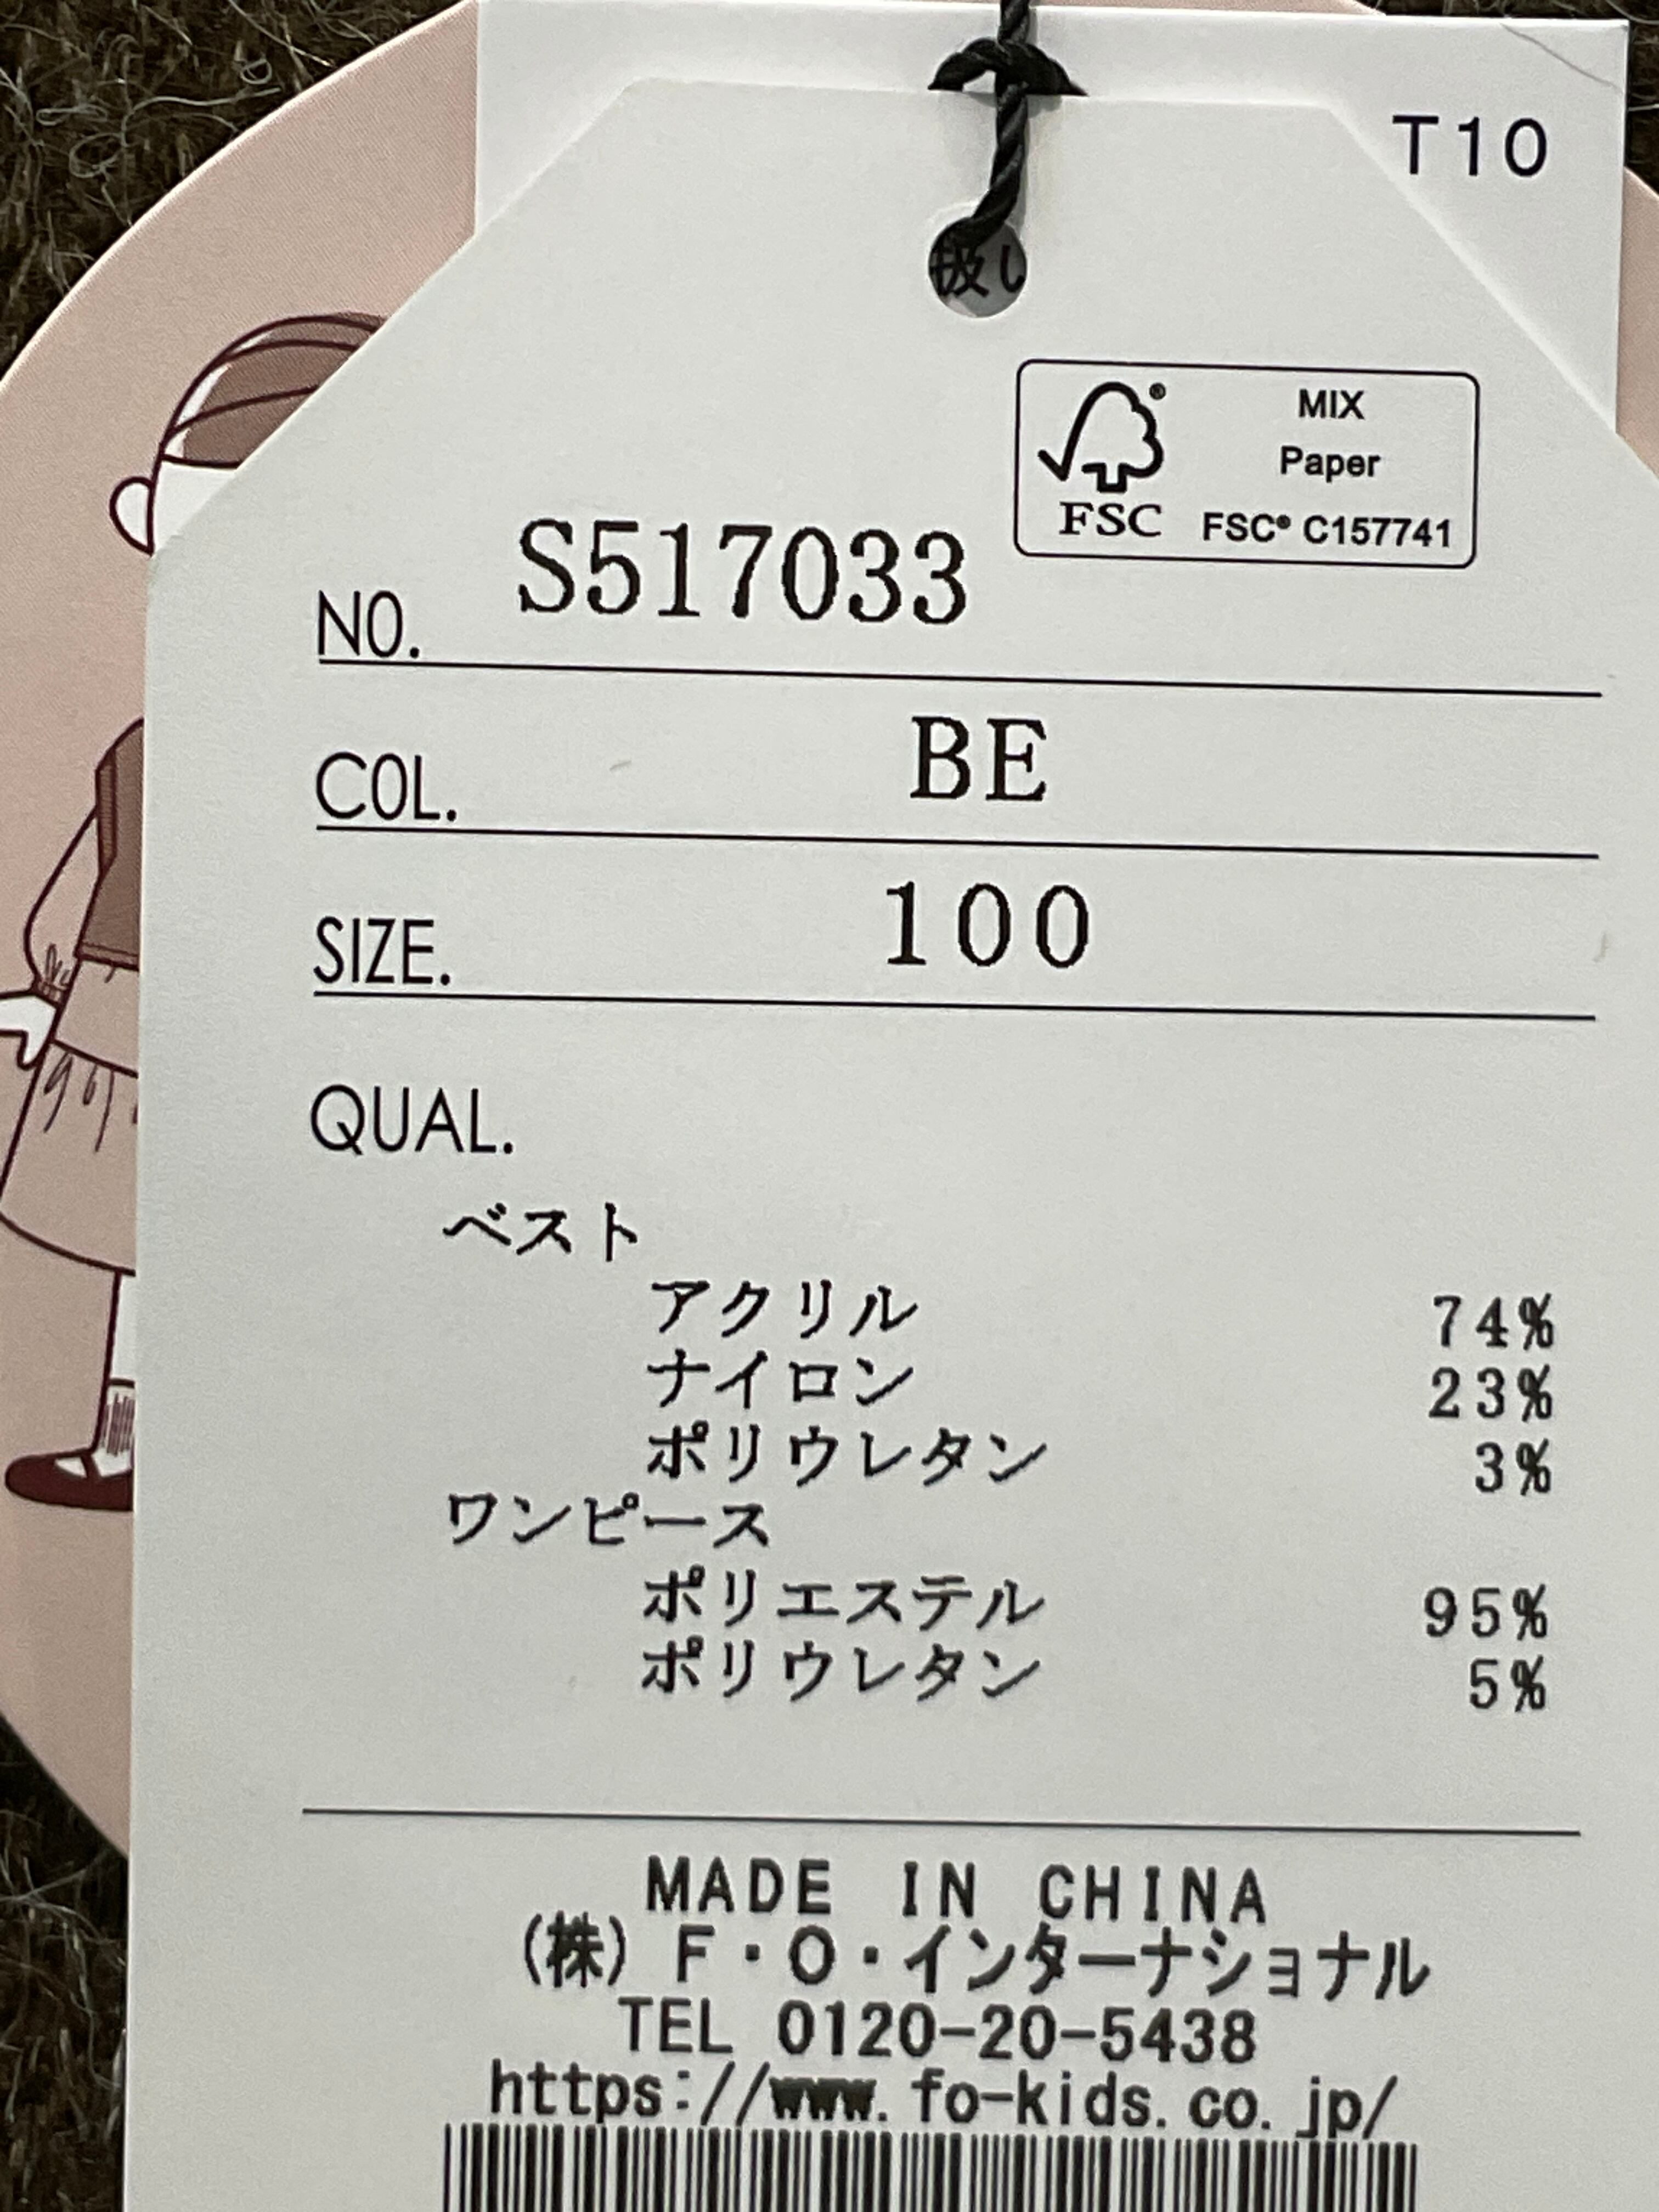 T10
扱い
MIX
Paper
FSC
FSC® C157741
NO. S517033
COL. BE
SIZE. 100
QUAL.
ベスト
アクリル 74%
ナイロン 23%
ポリウレタン 3%
ワンピース
ポリエステル 95%
ポリウレタン 5%
MADE IN CHINA
(株) F・O・インターナショナル
TEL 0120-20-5438
https://www.fo-kids.co.jp/